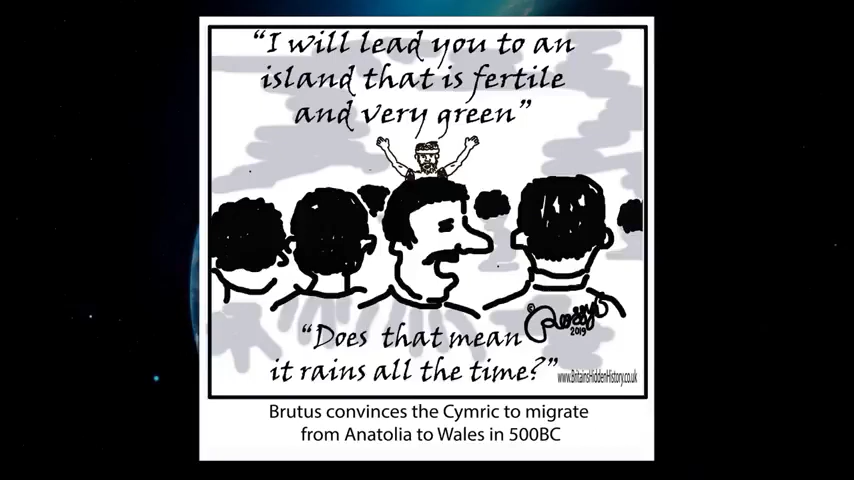 "I will lead you to an
island that is fertile
and very green"
"Does that mean
it rains all the time?"
© Rossyr
2019
www.BritainsHiddenHistory.co.uk
Brutus convinces the Cymric to migrate
from Anatolia to Wales in 500BC